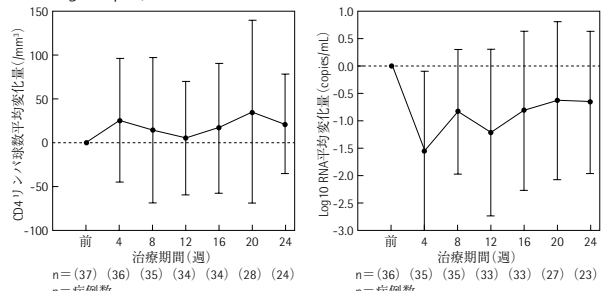 150
100
50
0
-50
-100
CD4リンパ球数平均変化量(/mm³)
前 4 8 12 16 20 24
治療期間(週)
n=(37) (36) (35) (34) (34) (28) (24)
1.0
0.5
0.0
-0.5
-1.0
-1.5
-2.0
-2.5
-3.0
Log10 RNA平均変化量(copies/mL)
前 4 8 12 16 20 24
治療期間(週)
n=(36) (35) (35) (33) (33) (27) (23)